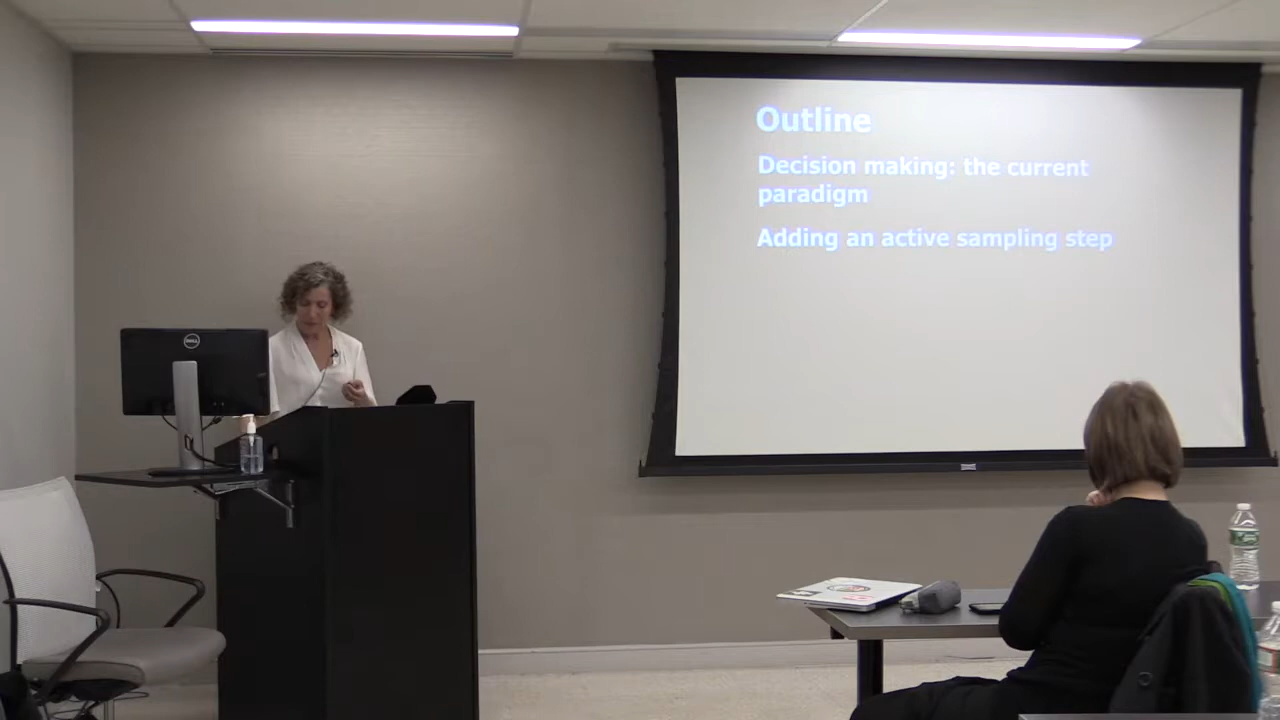 Outline
Decision making: the current
paradigm
Adding an active sampling step
DELL